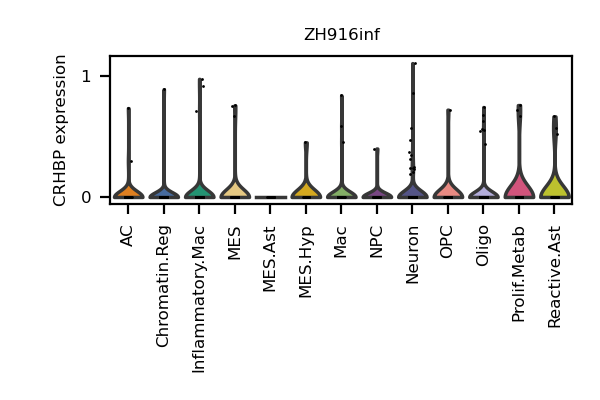 ZH916inf
CRHBP expression
1
0
AC
Chromatin.Reg
Inflammatory.Mac
MES
MES.Ast
MES.Hyp
Mac
NPC
Neuron
OPC
Oligo
Prolif.Metab
Reactive.Ast